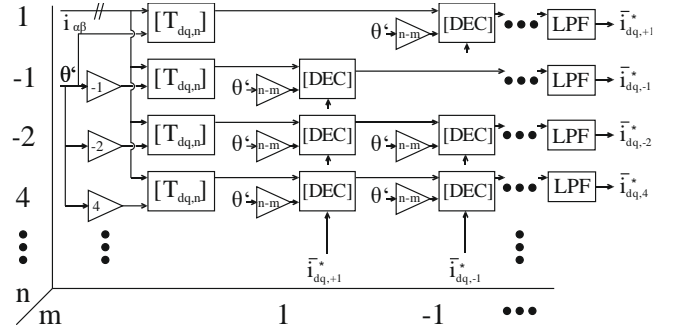 1 i αβ [T dq,n] θ‘ n-m [DEC] ••• LPF i̅*dq,+1
-1 θ‘ -1 [T dq,n] θ‘ n-m [DEC] ••• LPF i̅*dq,-1
-2 -2 [T dq,n] θ‘ n-m [DEC] θ‘ n-m [DEC] ••• LPF i̅*dq,-2
4 4 [T dq,n] θ‘ n-m [DEC] θ‘ n-m [DEC] ••• LPF i̅*dq,4
i̅*dq,+1 i̅*dq,-1
n
m 1 -1 •••